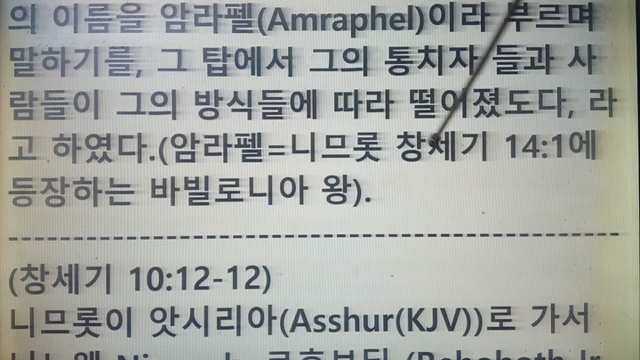 의 이름을 암라펠(Amraphel)이라 부르며
말하기를, 그 탑에서 그의 통치자 들과 사
람들이 그의 방식들에 따라 떨어졌도다, 라
고 하였다.(암라펠=니므롯 창세기 14:1에
등장하는 바빌로니아 왕).
(창세기 10:12-12)
니므롯이 앗시리아(Asshur(KJV))로 가서